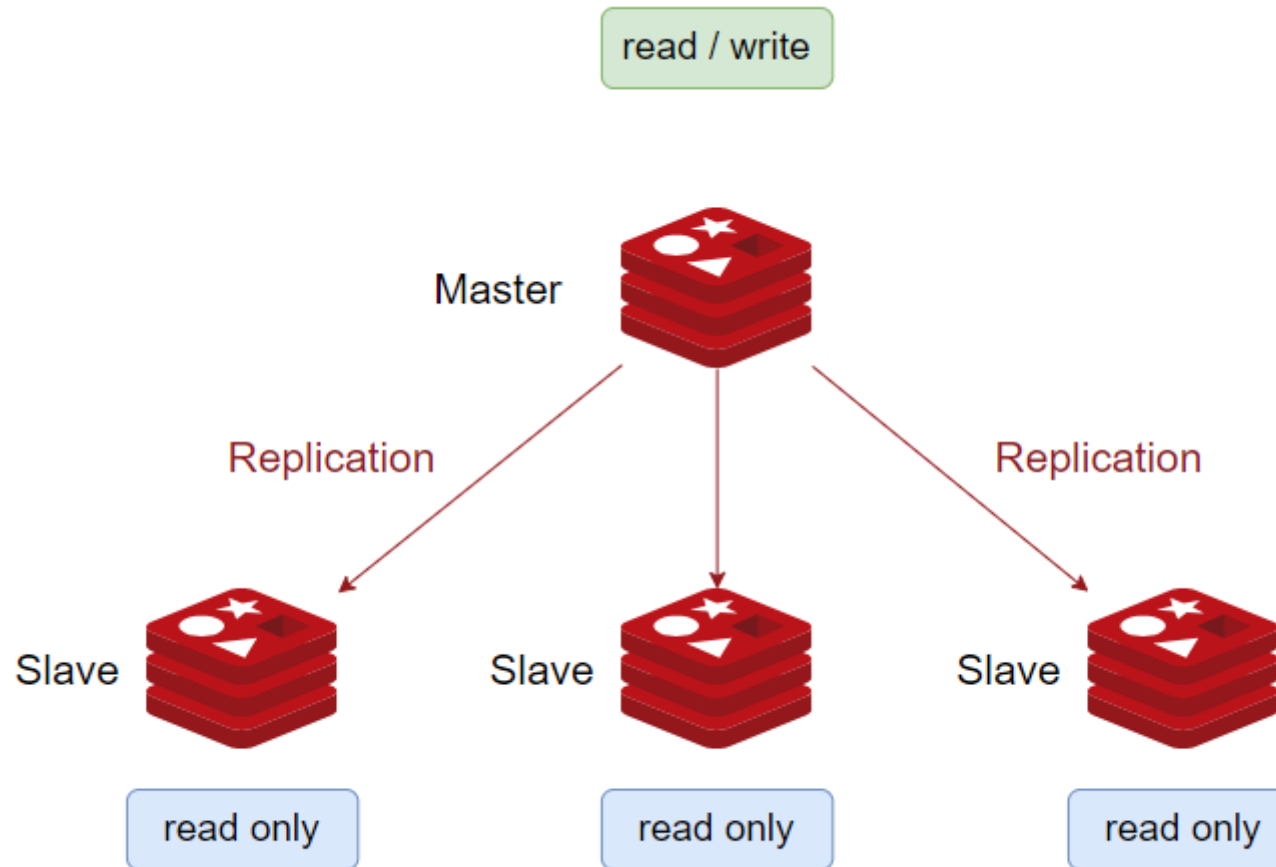 read / write
Master
Replication
Replication
Slave
Slave
Slave
read only
read only
read only